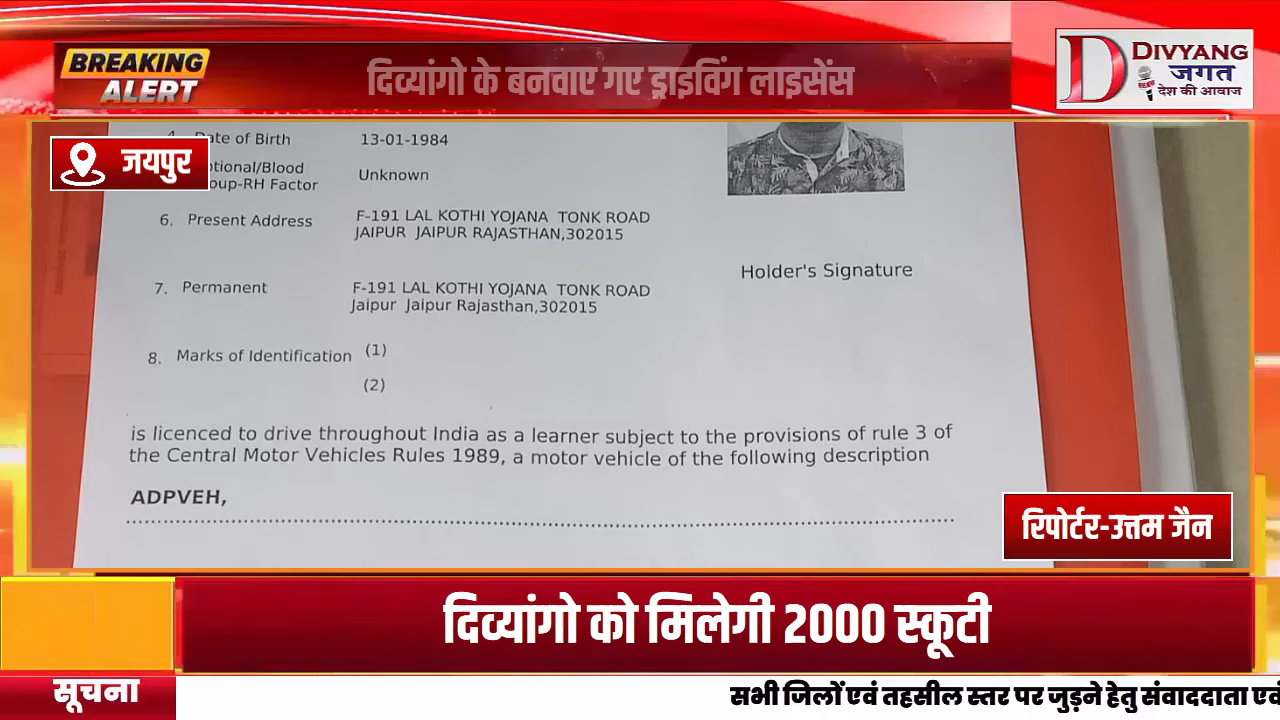 BREAKING
ALERT
दिव्यांगो के बनवाए गए ड्राइविंग लाइसेंस
DIVYANG
जगत
देश की आवाज
जयपुर
Date of Birth 13-01-1984
Unknown
Factor
6. Present Address F-191 LAL KOTHI YOJANA TONK ROAD
JAIPUR JAIPUR RAJASTHAN,302015
Holder's Signature
7. Permanent F-191 LAL KOTHI YOJANA TONK ROAD
Jaipur Jaipur Rajasthan,302015
8. Marks of Identification (1)
(2)
is licenced to drive throughout India as a learner subject to the provisions of rule 3 of
the Central Motor Vehicles Rules 1989, a motor vehicle of the following description
ADPVEH,
रिपोर्टर-उत्तम जैन
दिव्यांगो को मिलेगी 2000 स्कूटी
सूचना
सभी जिलों एवं तहसील स्तर पर जुड़ने हेतु संवाददाता एवं